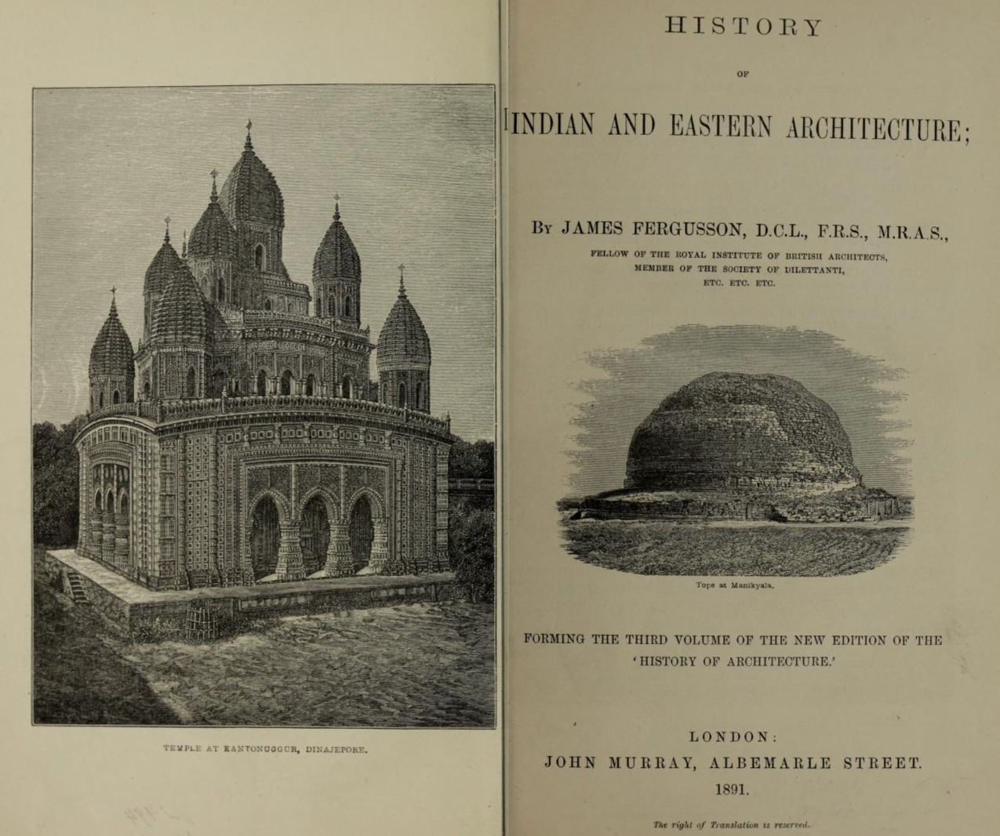 TEMPLE AT KANTONUGGUR, DINAJEPORE.
HISTORY
OF
INDIAN AND EASTERN ARCHITECTURE;
By JAMES FERGUSSON, D.C.L., F.R.S., M.R.A.S.,
FELLOW OF THE ROYAL INSTITUTE OF BRITISH ARCHITECTS,
MEMBER OF THE SOCIETY OF DILETTANTI,
ETC. ETC. ETC.
Tope at Manikyala.
FORMING THE THIRD VOLUME OF THE NEW EDITION OF THE
‘HISTORY OF ARCHITECTURE.’
LONDON:
JOHN MURRAY, ALBEMARLE STREET.
1891.
The right of Translation is reserved.